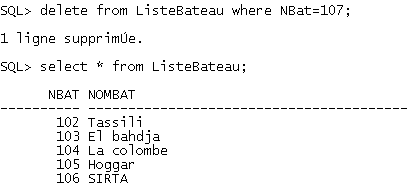 SQL> delete from ListeBateau where NBat=107;
1 ligne supprimÚe.
SQL> select * from ListeBateau;
NBAT NOMBAT
---------- ----------------------------------------
102 Tassili
103 El bahdja
104 La colombe
105 Hoggar
106 SIRTA